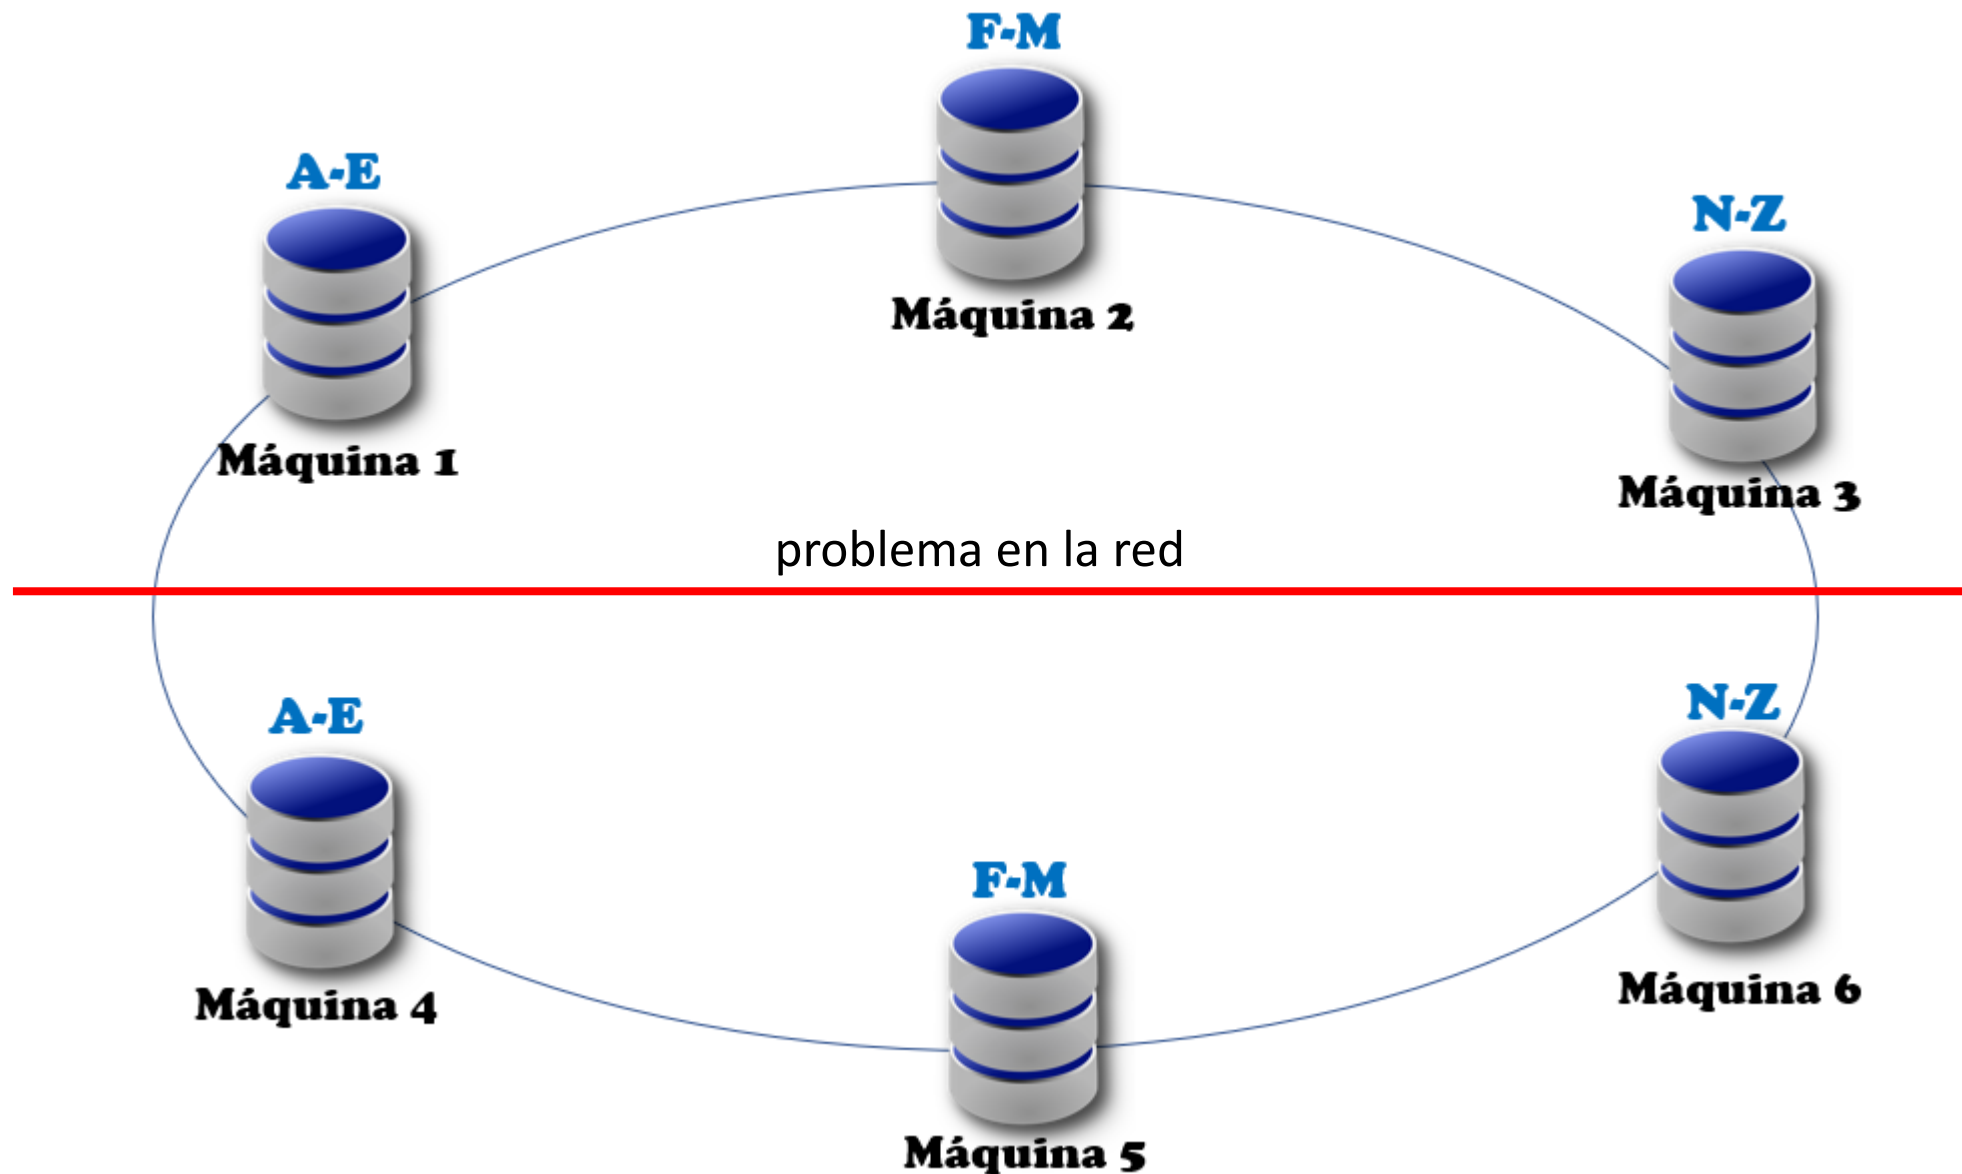 F-M
A-E
N-Z
Máquina 2
Máquina 1
Máquina 3
problema en la red
A-E
N-Z
F-M
Máquina 4
Máquina 6
Máquina 5